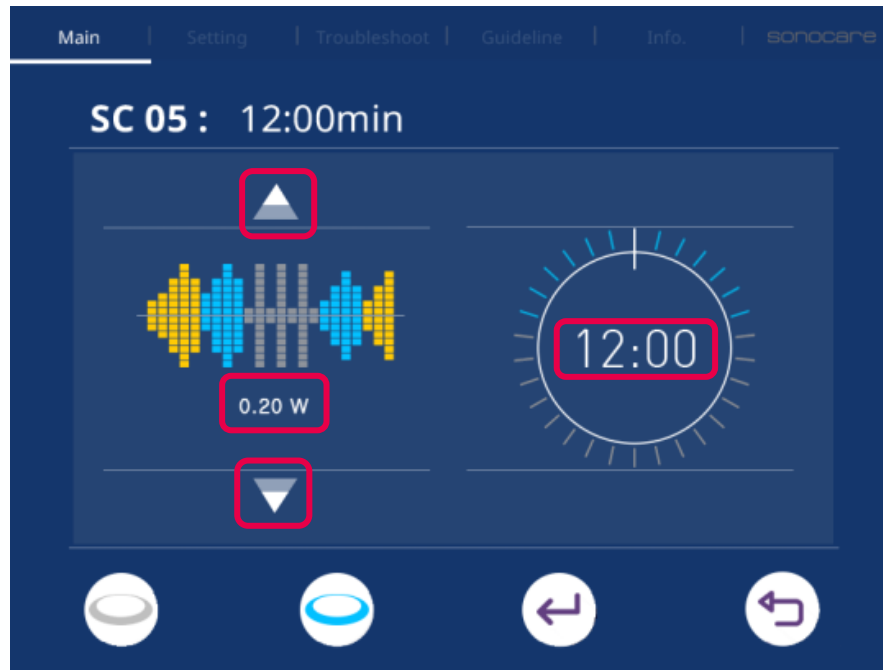 Main | Setting | Troubleshoot | Guideline | Info. | sonocare
SC 05 : 12:00min
12:00
0.20 W